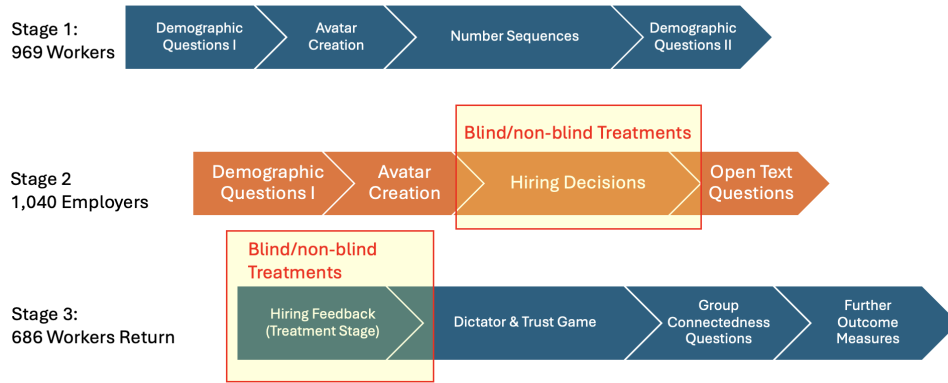 Stage 1:
969 Workers
Demographic
Questions I
Avatar
Creation
Number Sequences
Demographic
Questions II
Blind/non-blind Treatments
Stage 2
1,040 Employers
Demographic
Questions I
Avatar
Creation
Hiring Decisions
Open Text
Questions
Blind/non-blind
Treatments
Stage 3:
686 Workers Return
Hiring Feedback
(Treatment Stage)
Dictator & Trust Game
Group
Connectedness
Questions
Further
Outcome
Measures